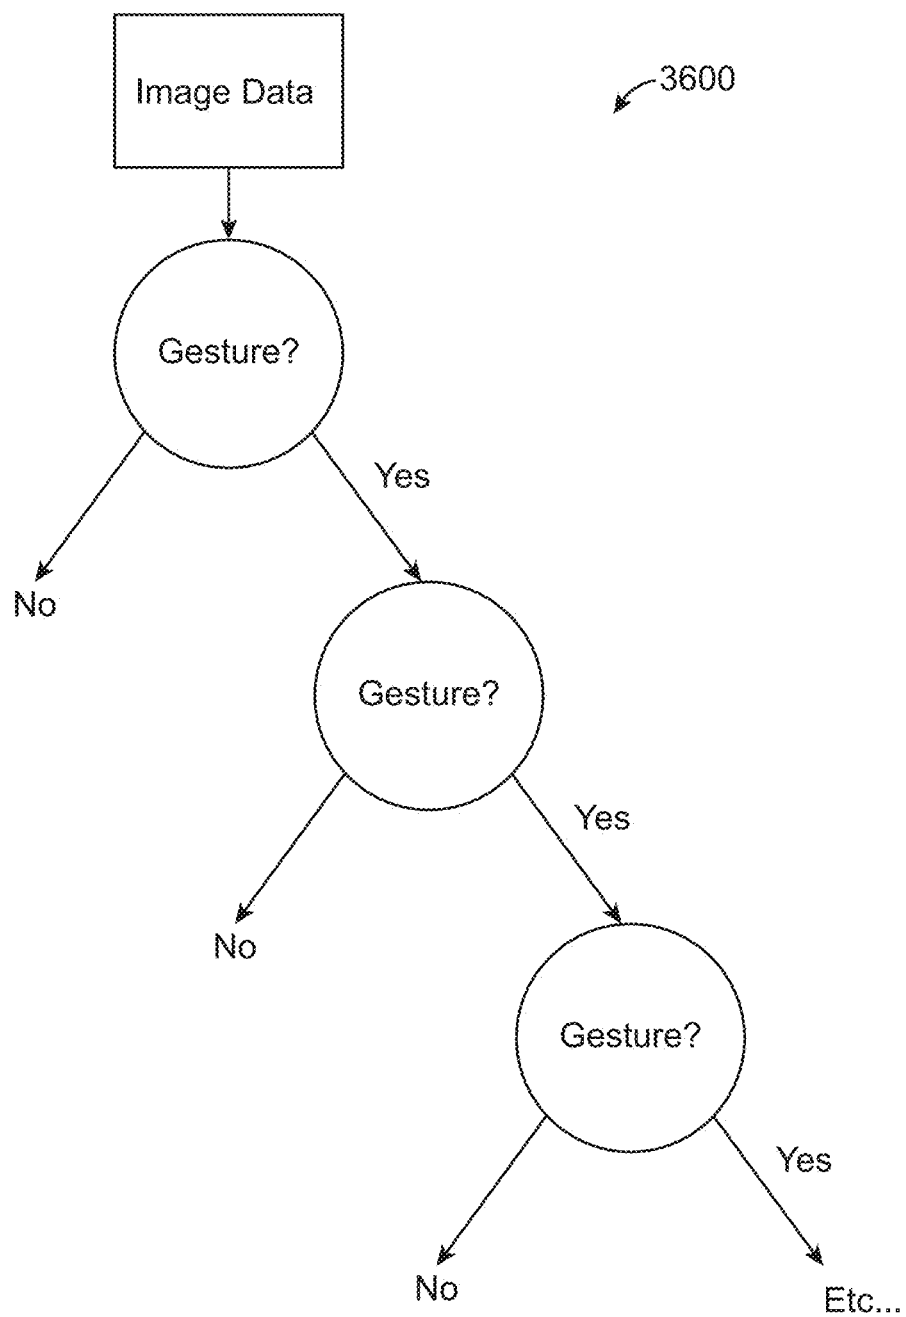 Image Data
3600
Gesture?
Yes
No
Gesture?
Yes
No
Gesture?
Yes
No
Etc...